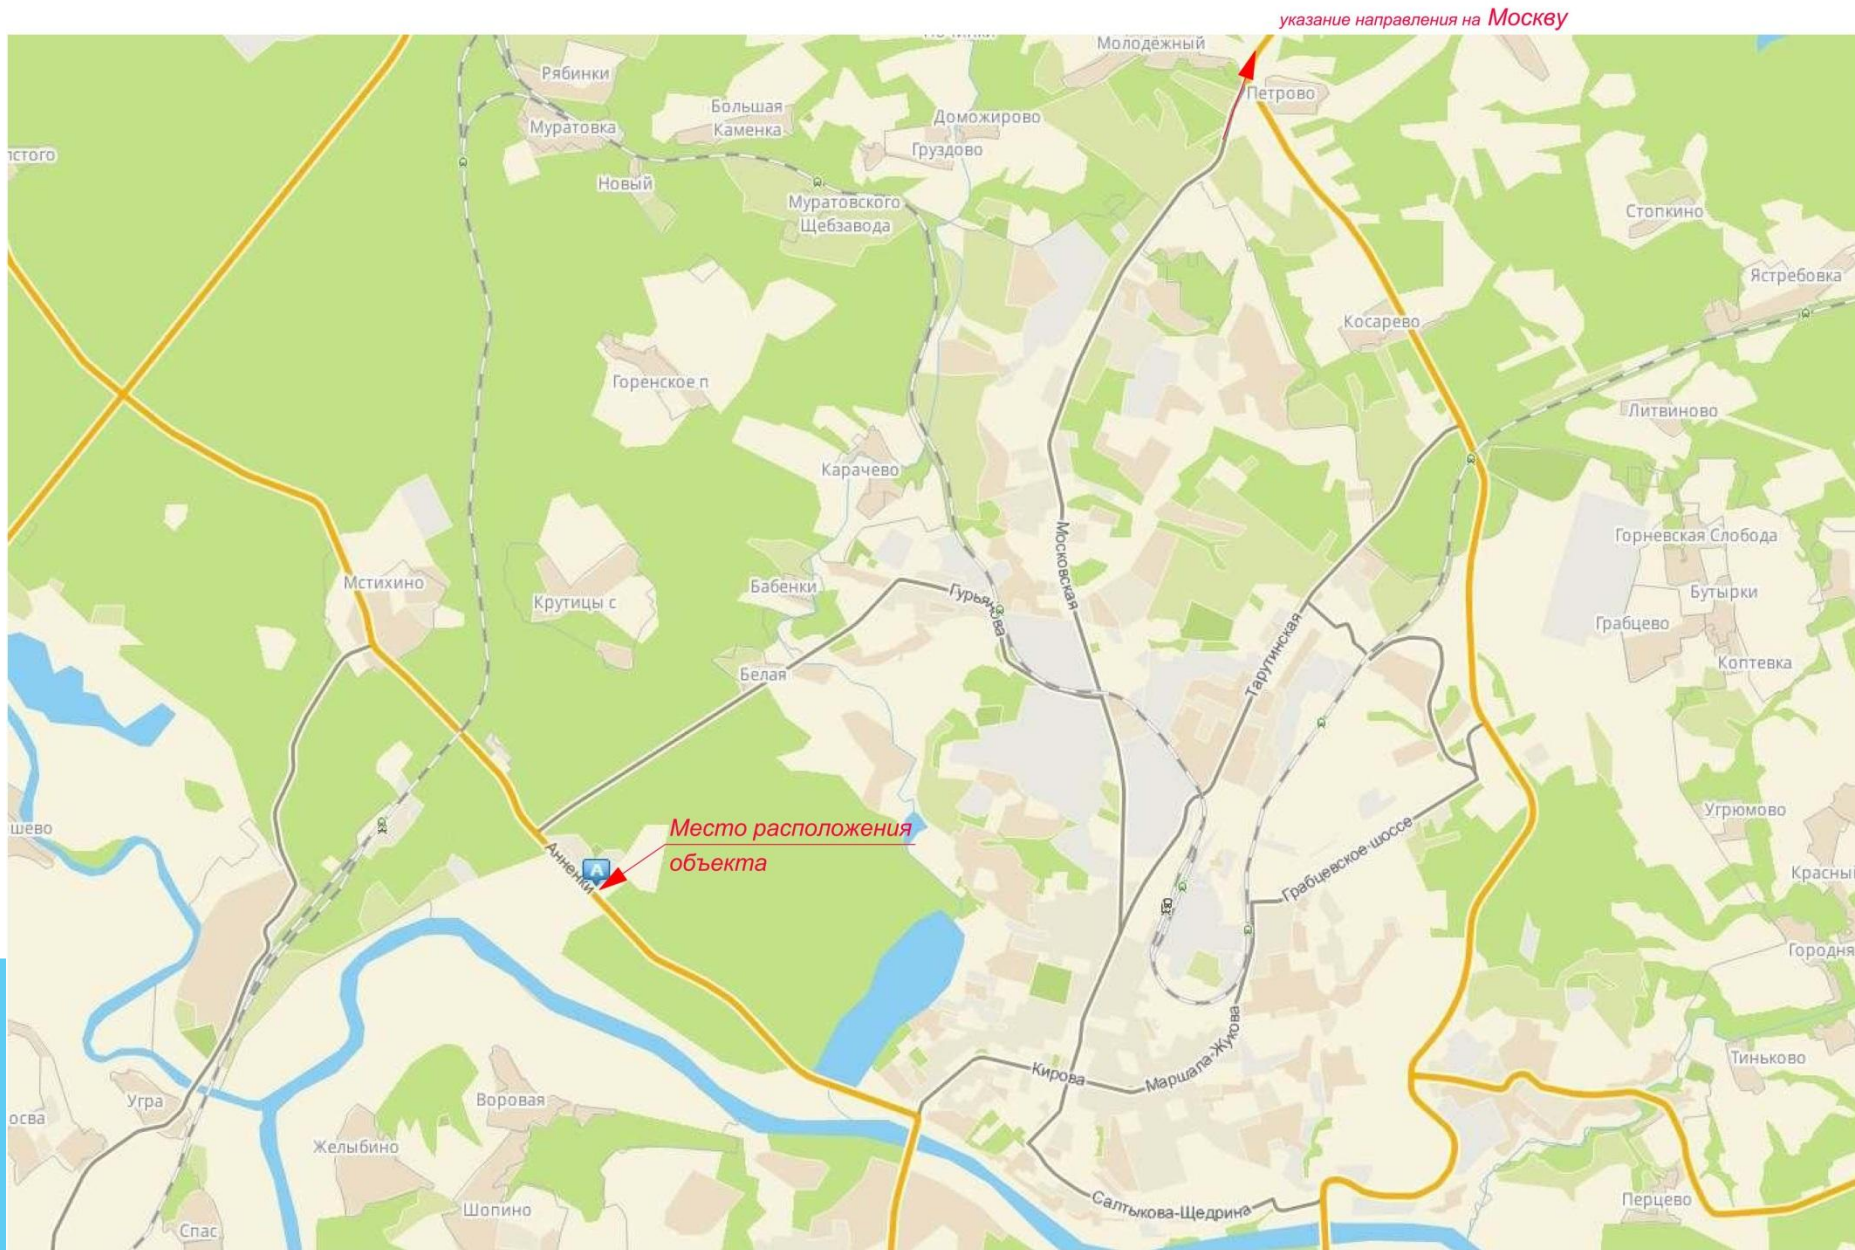 указание направления на Москву
Молодёжный
Рябинки
Петрово
Большая
Каменка
Доможирово
Муратовка
Груздово
Новый
Муратовского
Щебзавода
Стопкино
Ястребовка
Косарево
Горенское п
Литвиново
Карачево
Московская
Горневская Слобода
Мстихино
Бабенки
Крутицы с
Гурьянова
Бутырки
Грабцево
Тарутинская
Коптевка
Белая
Угрюмово
Место расположения
объекта
Анненки
A
Грабцевское шоссе
Городня
Маршала Жукова
Кирова
Тиньково
Угра
Воровая
Желыбино
Перцево
Салтыкова-Щедрина
Шопино
Спас